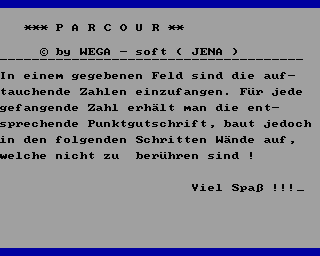 *** P A R C O U R **
© by WEGA - soft ( JENA )
In einem gegebenen Feld sind die auf-
tauchende Zahlen einzufangen. Für jede
gefangende Zahl erhält man die ent-
sprechende Punktgutschrift, baut jedoch
in den folgenden Schritten Wände auf,
welche nicht zu  berühren sind !
Viel Spaß !!!_